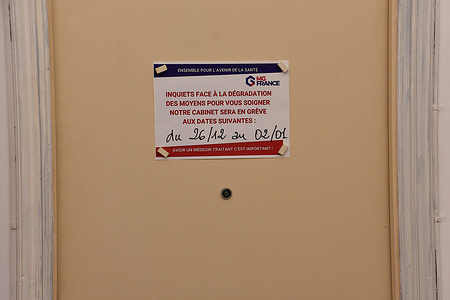 ENSEMBLE POUR L'AVENIR DE LA SANTÉ
MG
FRANCE
INQUIETS FACE À LA DÉGRADATION
DES MOYENS POUR VOUS SOIGNER
NOTRE CABINET SERA EN GRÈVE
AUX DATES SUIVANTES :
du 26/12 au 02/01
AVOIR UN MÉDECIN TRAITANT C'EST IMPORTANT !